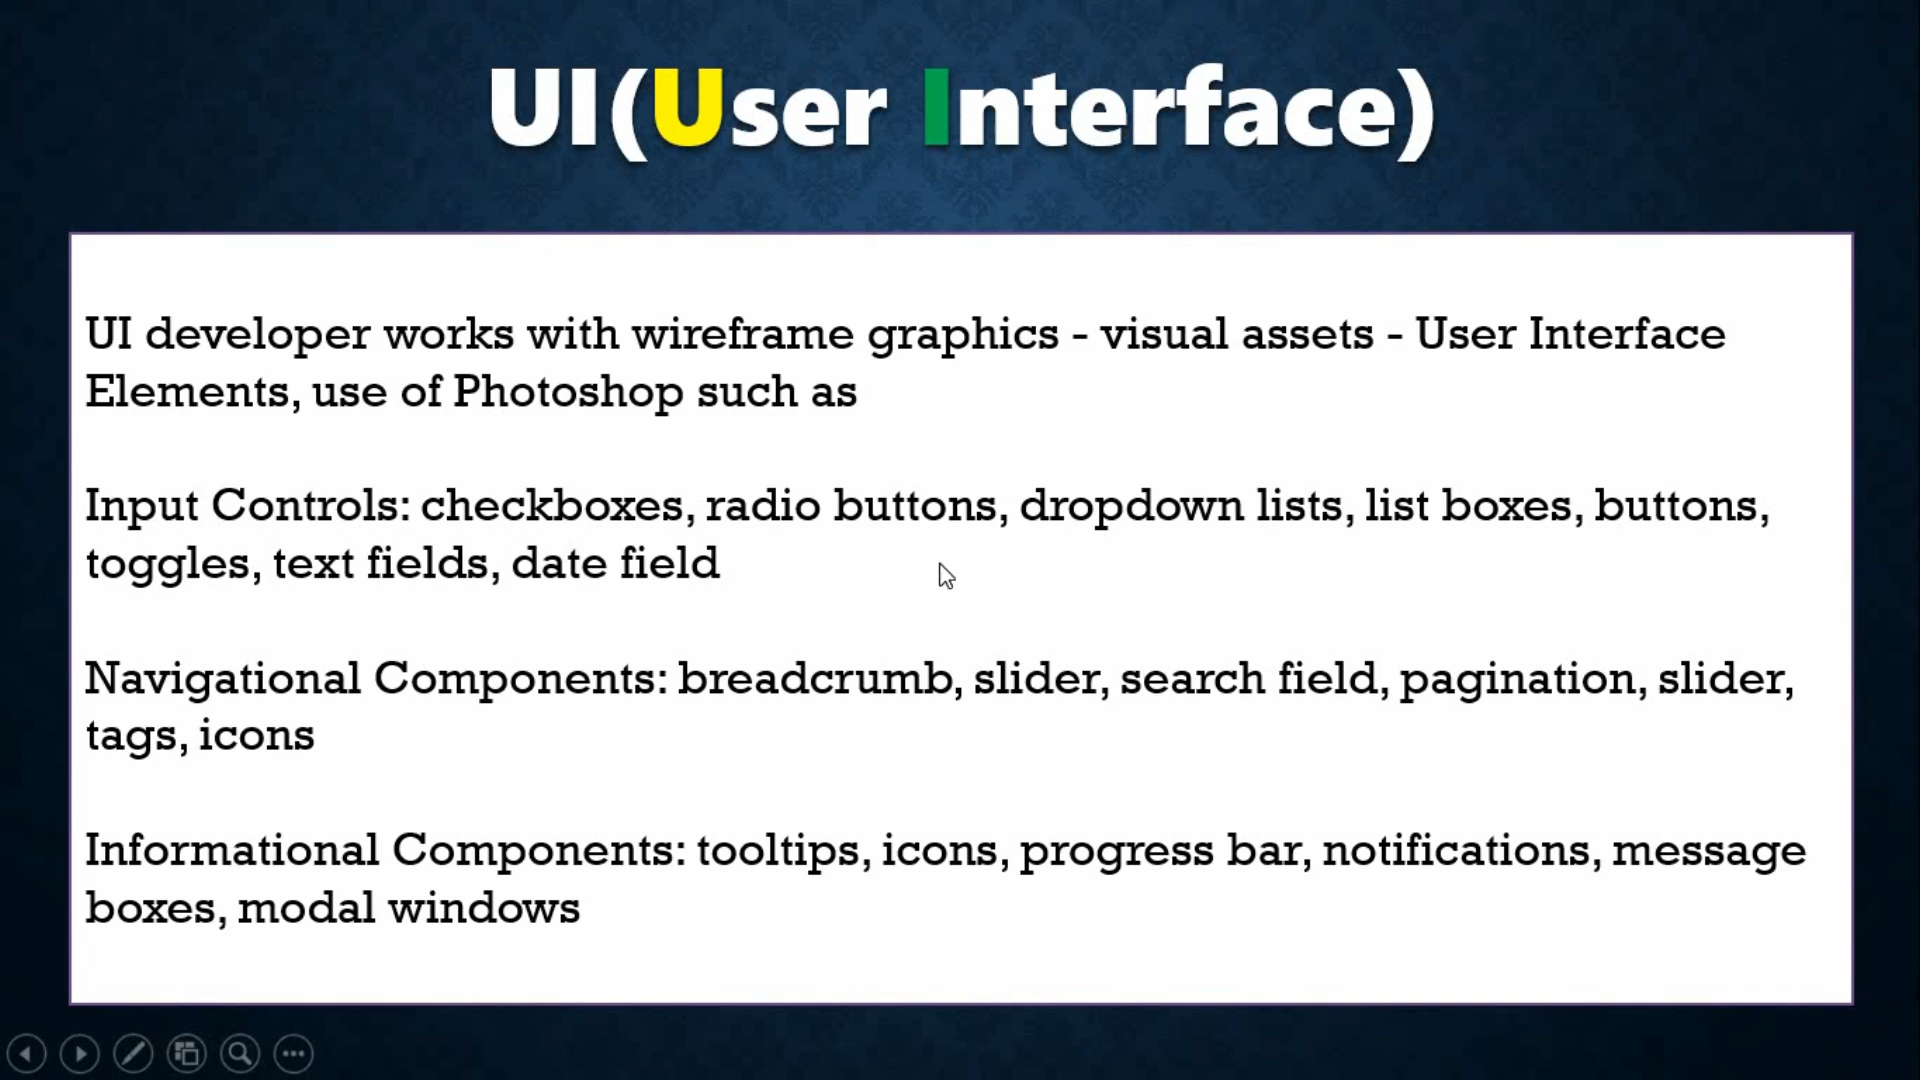 UI(User Interface)
UI developer works with wireframe graphics - visual assets - User Interface
Elements, use of Photoshop such as
Input Controls: checkboxes, radio buttons, dropdown lists, list boxes, buttons,
toggles, text fields, date field
Navigational Components: breadcrumb, slider, search field, pagination, slider,
tags, icons
Informational Components: tooltips, icons, progress bar, notifications, message
boxes, modal windows